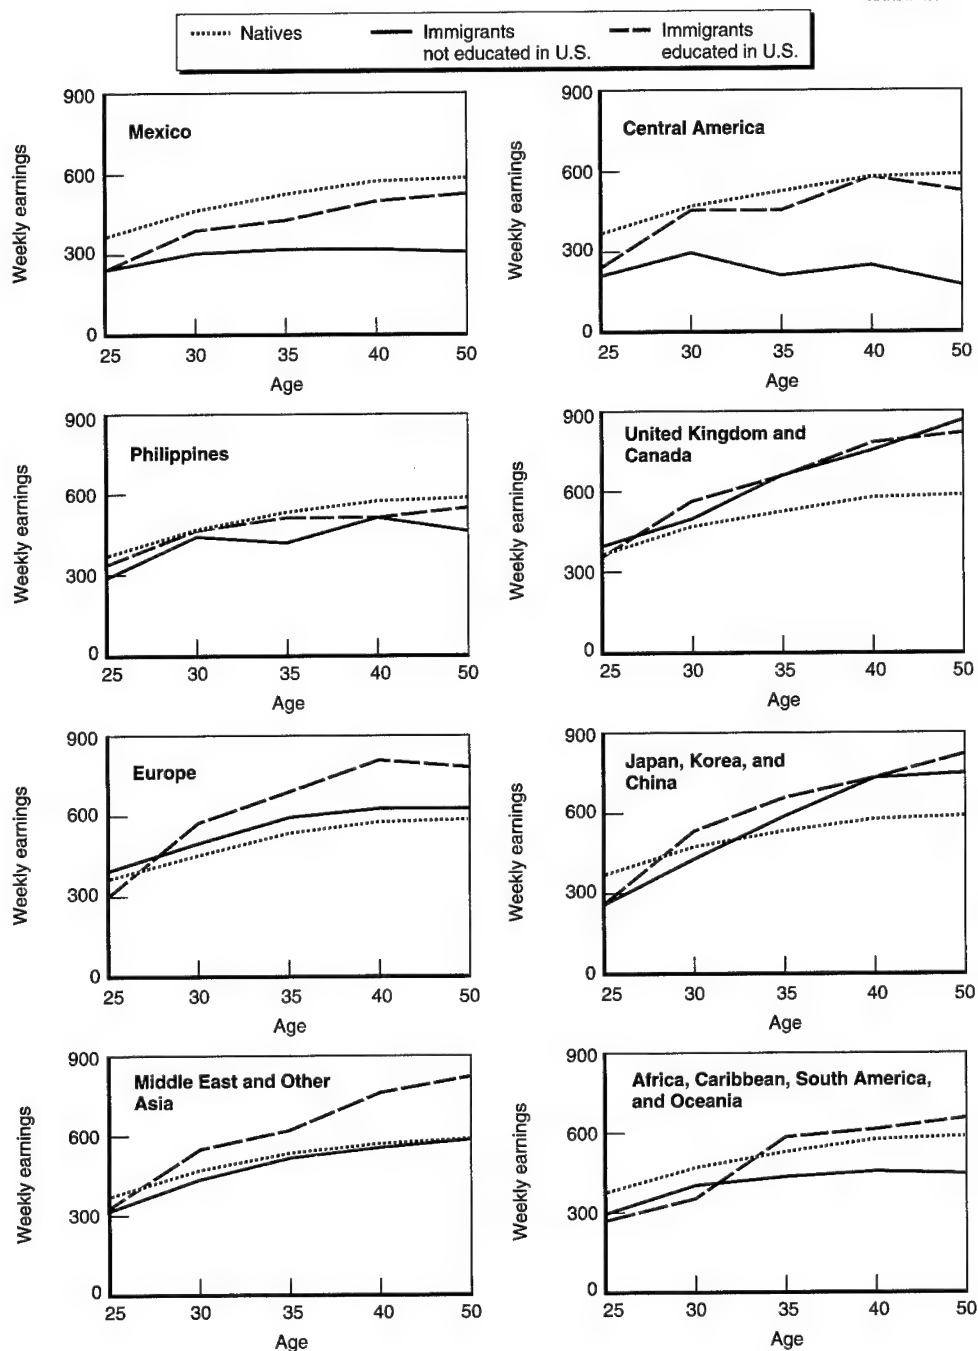 Natives
Immigrants
not educated in U.S.
Immigrants
educated in U.S.
900
600
300
0
Weekly earnings
Mexico
25 30 35 40 50
Age
900
600
300
0
Weekly earnings
Central America
25 30 35 40 50
Age
900
600
300
0
Weekly earnings
Philippines
25 30 35 40 50
Age
900
600
300
0
Weekly earnings
United Kingdom and
Canada
25 30 35 40 50
Age
900
600
300
0
Weekly earnings
Europe
25 30 35 40 50
Age
900
600
300
0
Weekly earnings
Japan, Korea, and
China
25 30 35 40 50
Age
900
600
300
0
Weekly earnings
Middle East and Other
Asia
25 30 35 40 50
Age
900
600
300
0
Weekly earnings
Africa, Caribbean, South America,
and Oceania
25 30 35 40 50
Age